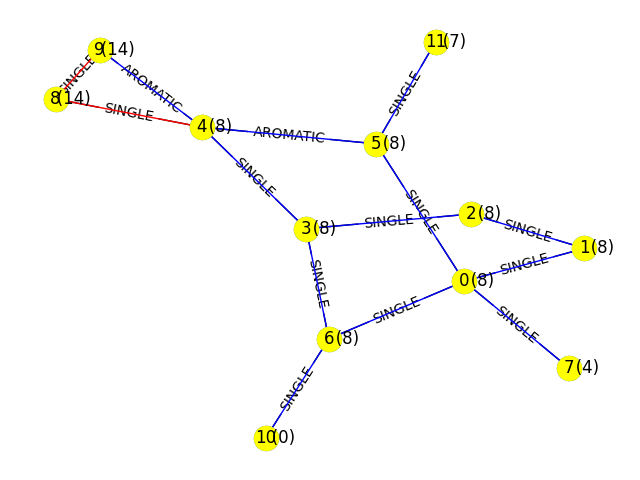 11(7)
9(14)
SINGLE
AROMATIC
8(14)
SINGLE
SINGLE
4(8)
AROMATIC
5(8)
SINGLE
SINGLE
2(8)
SINGLE
3(8)
SINGLE
SINGLE
1(8)
SINGLE
SINGLE
0(8)
SINGLE
SINGLE
6(8)
7(4)
SINGLE
10(0)